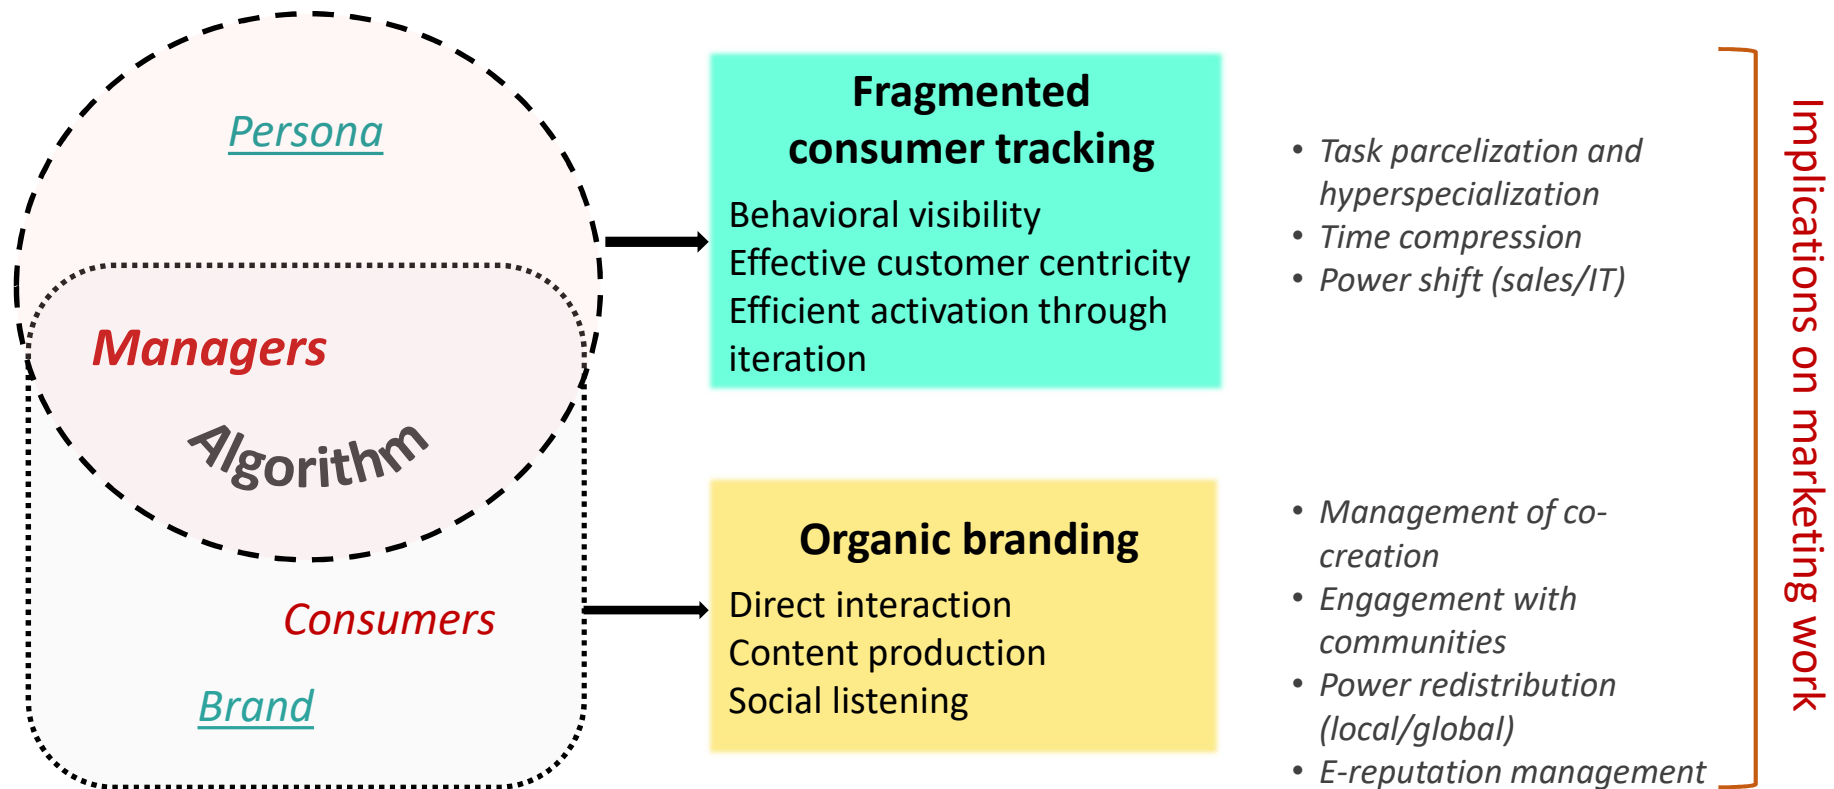 Persona
Managers
Algorithm
Consumers
Brand
Fragmented
consumer tracking
Behavioral visibility
Effective customer centricity
Efficient activation through
iteration
Organic branding
Direct interaction
Content production
Social listening
• Task parcelization and
hyperspecialization
• Time compression
• Power shift (sales/IT)
• Management of co-
creation
• Engagement with
communities
• Power redistribution
(local/global)
• E-reputation management
Implications on marketing work